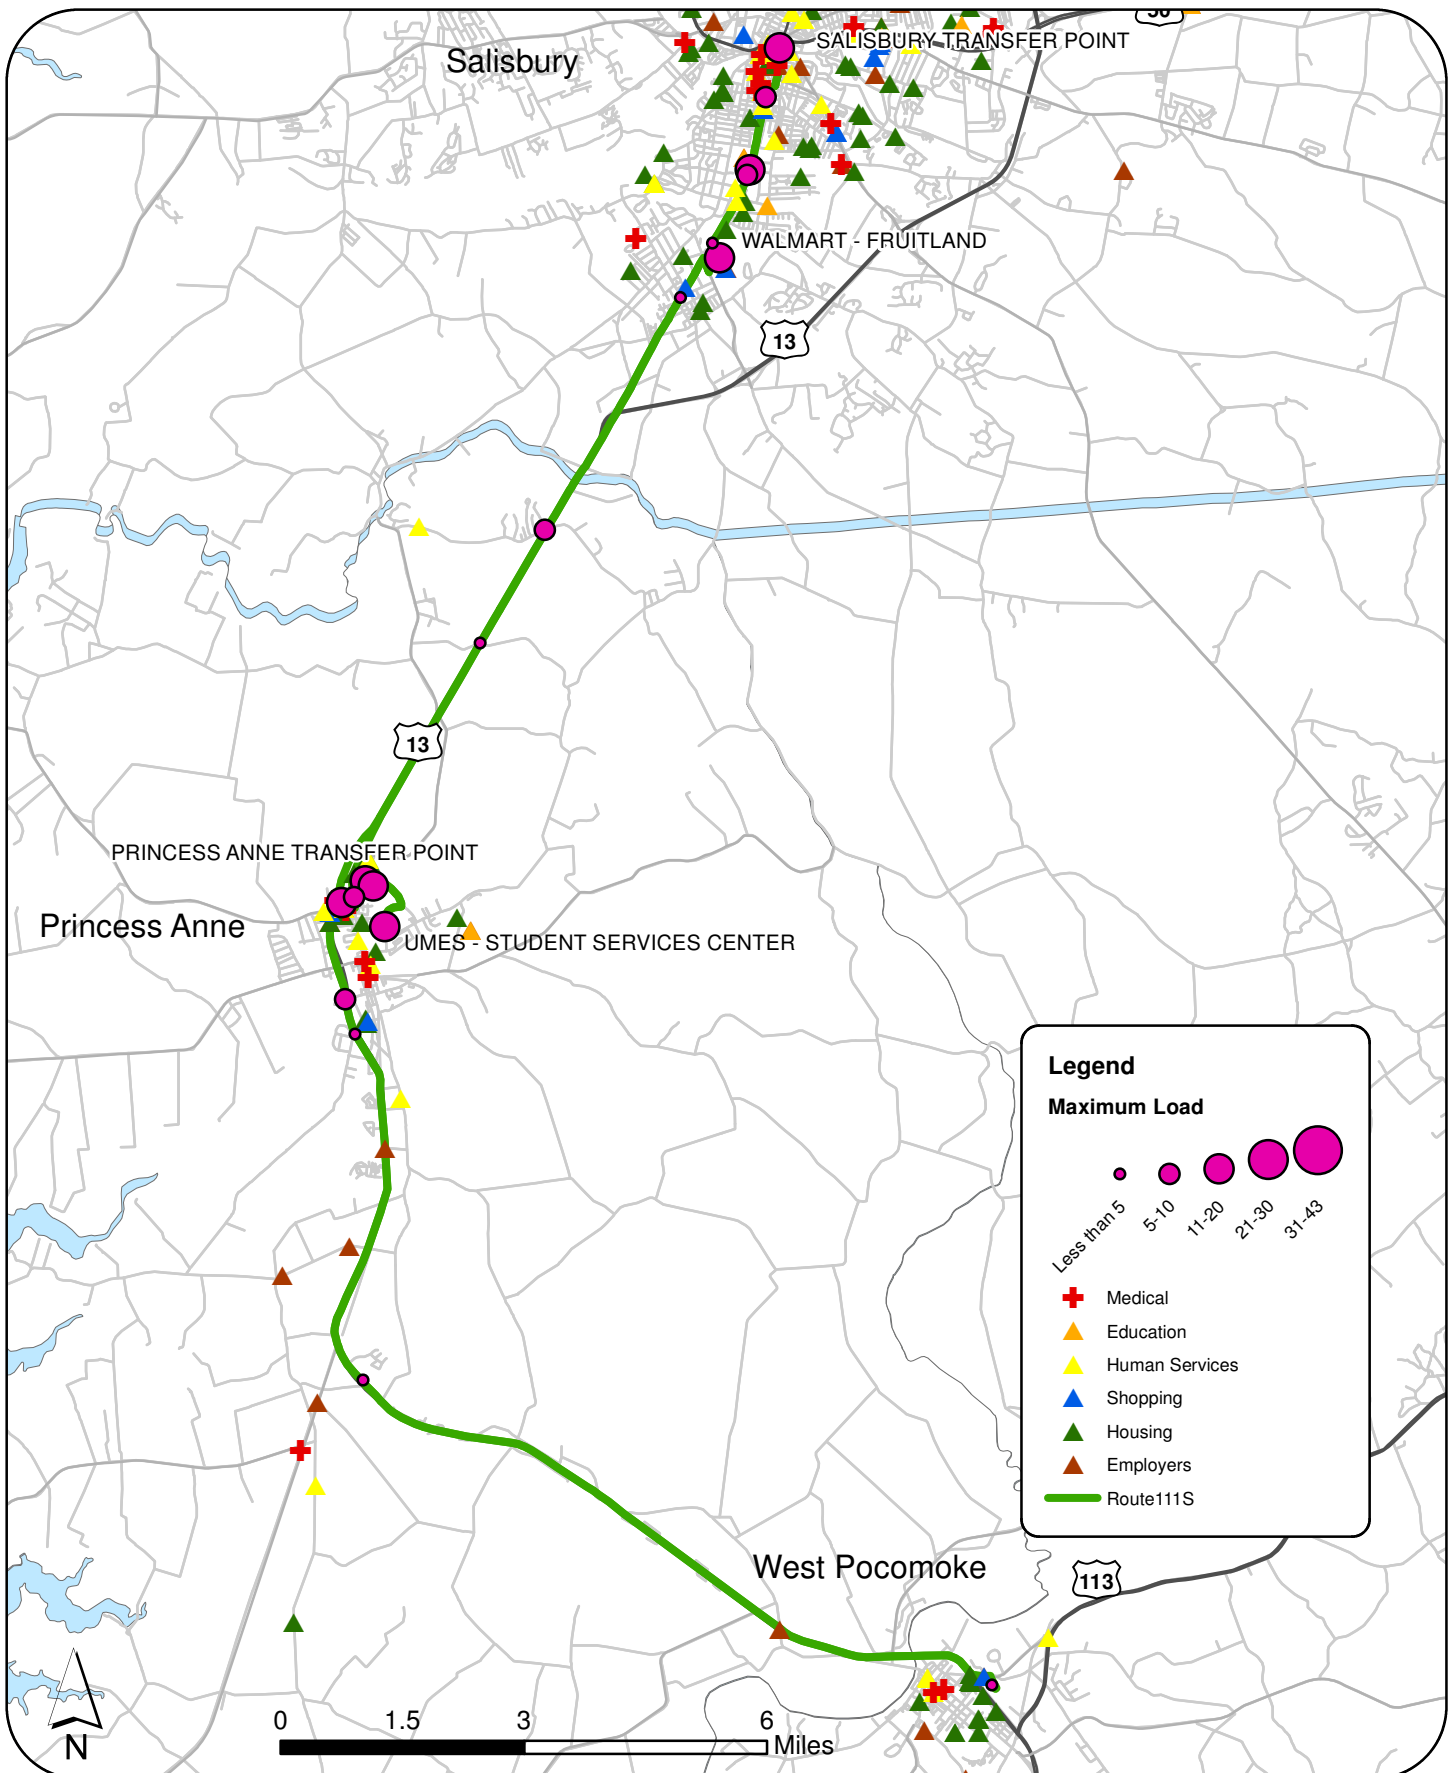 50
Salisbury
SALISBURY TRANSFER POINT
WALMART - FRUITLAND
13
13
PRINCESS ANNE TRANSFER POINT
Princess Anne
UMES - STUDENT SERVICES CENTER
Legend
Maximum Load
Less than 5
5-10
11-20
21-30
31-43
Medical
Education
Human Services
Shopping
Housing
Employers
Route111S
West Pocomoke
113
N
0 1.5 3 6
Miles